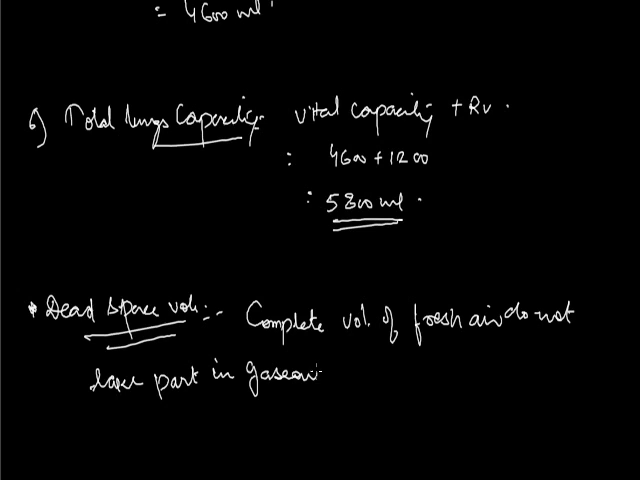 = 4600 ml.
6) Total lungs Capacity- vital capacity + RV.
: 4600 + 1200
: 5800 ml.
* Dead space vol:- Complete vol. of fresh air do not
take part in gaseou